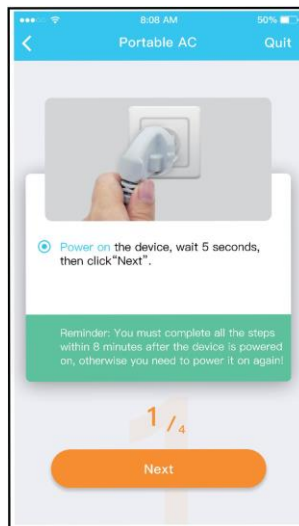 8:08 AM
50%
Portable AC
Quit
Power on the device, wait 5 seconds,
then click“Next”.
Reminder: You must complete all the steps
within 8 minutes after the device is powered
on, otherwise you need to power it on again!
1 / 4
Next